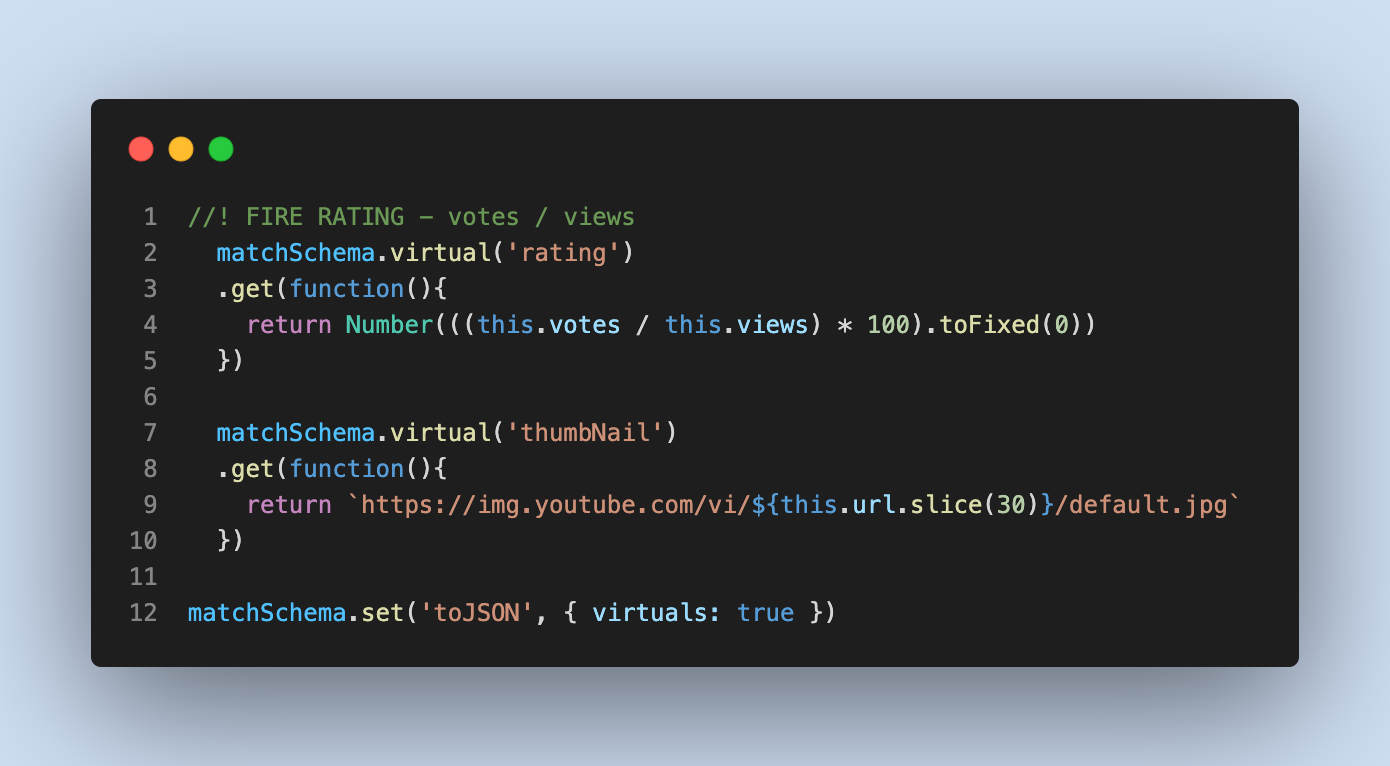 1 //! FIRE RATING – votes / views
2   matchSchema.virtual('rating')
3   .get(function(){
4     return Number(((this.votes / this.views) * 100).toFixed(0))
5   })
6
7   matchSchema.virtual('thumbNail')
8   .get(function(){
9     return `https://img.youtube.com/vi/${this.url.slice(30)}/default.jpg`
10   })
11
12 matchSchema.set('toJSON', { virtuals: true })